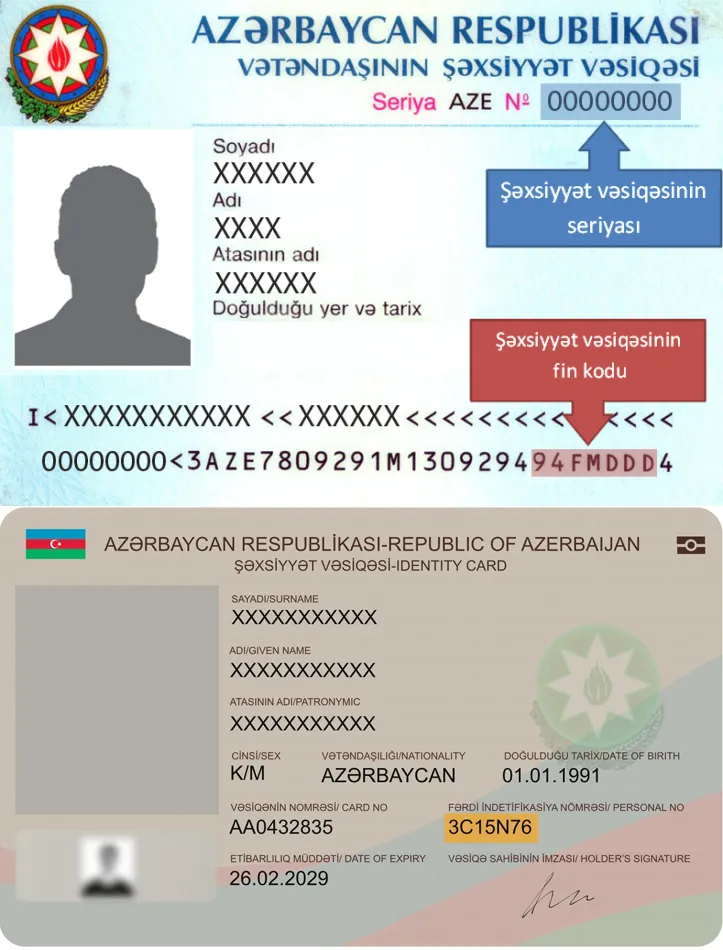 AZƏRBAYCAN RESPUBLİKASI
VƏTƏNDAŞININ ŞƏXSİYYƏT VƏSİQƏSİ
Seriya AZE № 00000000
Şəxsiyyət vəsiqəsinin
seriyası
Soyadı
XXXXXX
Adı
XXXX
Atasının adı
XXXXXX
Doğulduğu yer və tarix
Şəxsiyyət vəsiqəsinin
fin kodu
I< XXXXXXXXXXX << XXXXXX <<<<<<<<<< <<<<
00000000<3AZE7809291M130929494FMDDD4
AZƏRBAYCAN RESPUBLİKASI-REPUBLIC OF AZERBAIJAN
ŞƏXSİYYƏT VƏSİQƏSİ-IDENTITY CARD
SAYADI/SURNAME
XXXXXXXXXXX
ADI/GIVEN NAME
XXXXXXXXXXX
ATASININ ADI/PATRONYMIC
XXXXXXXXXXX
CİNSİ/SEX VƏTƏNDAŞILIĞI/NATIONALITY DOĞULDUĞU TARİX/DATE OF BIRTH
K/M AZƏRBAYCAN 01.01.1991
VƏSİQƏNİN NOMRƏSİ/ CARD NO FƏRDİ İNDETİFİKASİYA NÖMRƏSİ/ PERSONAL NO
AA0432835 3C15N76
ETİBARLILIQ MÜDDƏTİ/ DATE OF EXPIRY VƏSİQƏ SAHİBİNİN İMZASI/ HOLDER'S SIGNATURE
26.02.2029